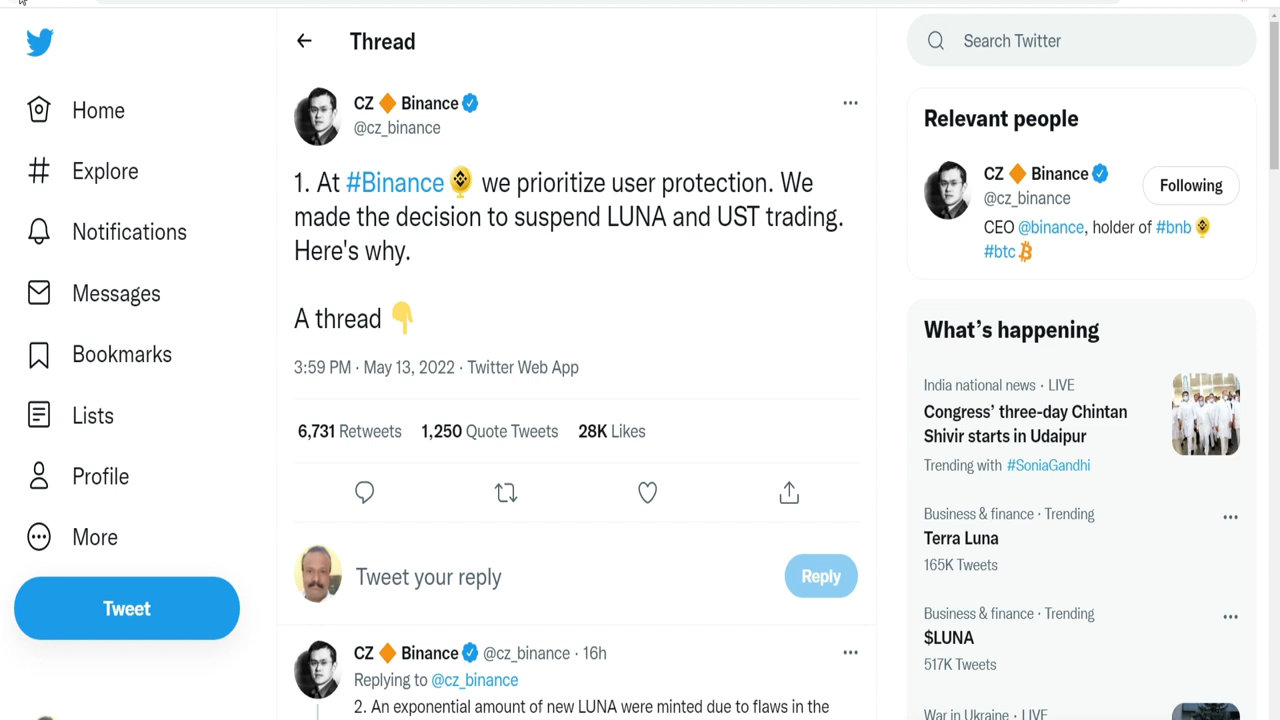 Home
Explore
Notifications
Messages
Bookmarks
Lists
Profile
More
Tweet
Thread
CZ 🔶 Binance
@cz_binance
1. At #Binance we prioritize user protection. We
made the decision to suspend LUNA and UST trading.
Here's why.
A thread 👇
3:59 PM · May 13, 2022 · Twitter Web App
6,731 Retweets 1,250 Quote Tweets 28K Likes
Tweet your reply
Reply
CZ 🔶 Binance @cz_binance · 16h
Replying to @cz_binance
2. An exponential amount of new LUNA were minted due to flaws in the
Search Twitter
Relevant people
CZ 🔶 Binance
@cz_binance
Following
CEO @binance, holder of #bnb
#btc
What's happening
India national news · LIVE
Congress' three-day Chintan
Shivir starts in Udaipur
Trending with #SoniaGandhi
Business & finance · Trending
Terra Luna
165K Tweets
Business & finance · Trending
$LUNA
517K Tweets
War in Ukraine · LIVE